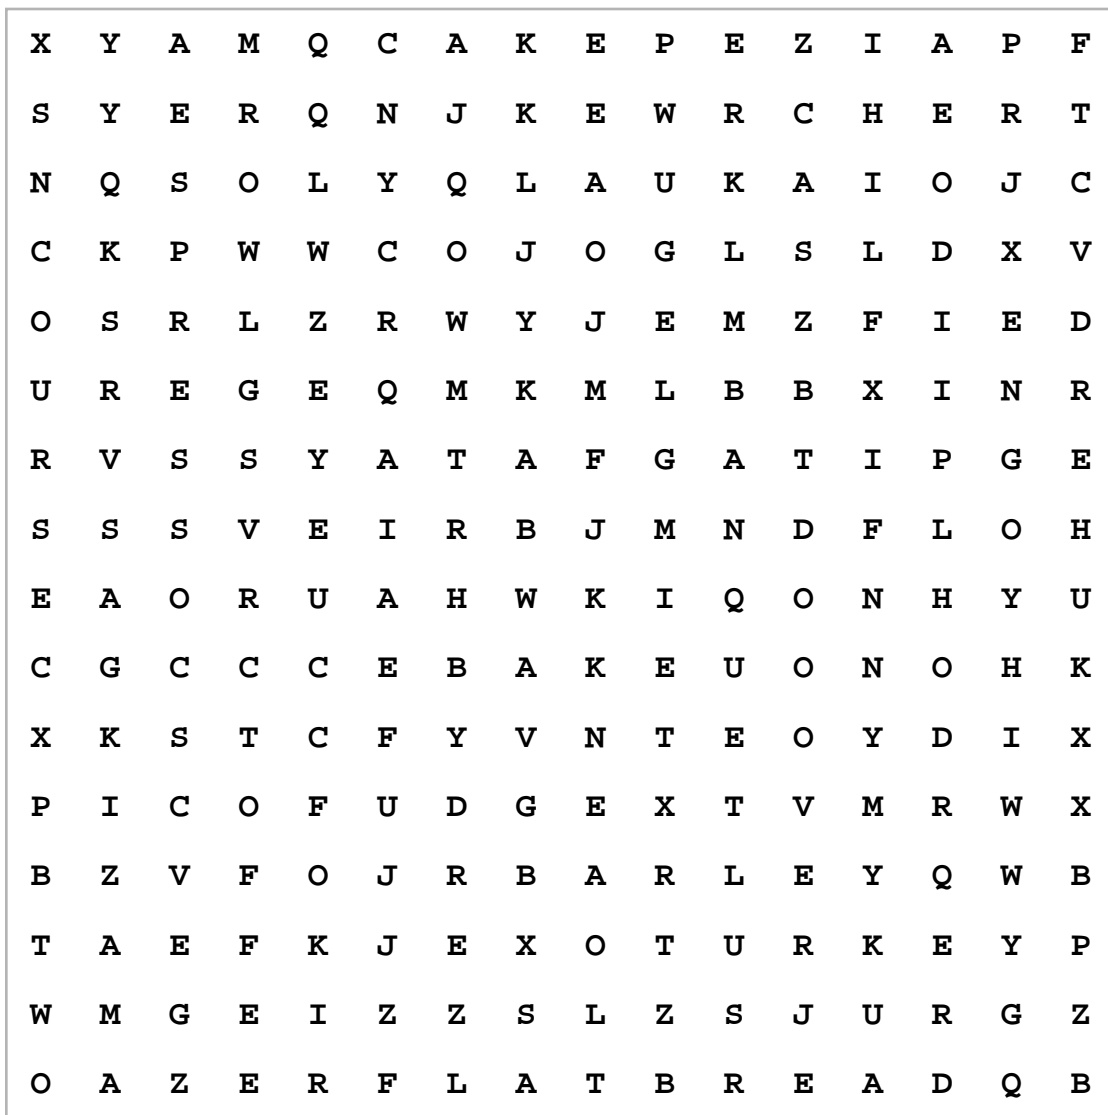 X Y A M Q C A K E P E Z I A P F
S Y E R Q N J K E W R C H E R T
N Q S O L Y Q L A U K A I O J C
C K P W W C O J O G L S L D X V
O S R L Z R W Y J E M Z F I E D
U R E G E Q M K M L B B X I N R
R V S S Y A T A F G A T I P G E
S S S V E I R B J M N D F L O H
E A O R U A H W K I Q O N H Y U
C G C C C E B A K E U O N O H K
X K S T C F Y V N T E O Y D I X
P I C O F U D G E X T V M R W X
B Z V F O J R B A R L E Y Q W B
T A E F K J E X O T U R K E Y P
W M G E I Z Z S L Z S J U R G Z
O A Z E R F L A T B R E A D Q B